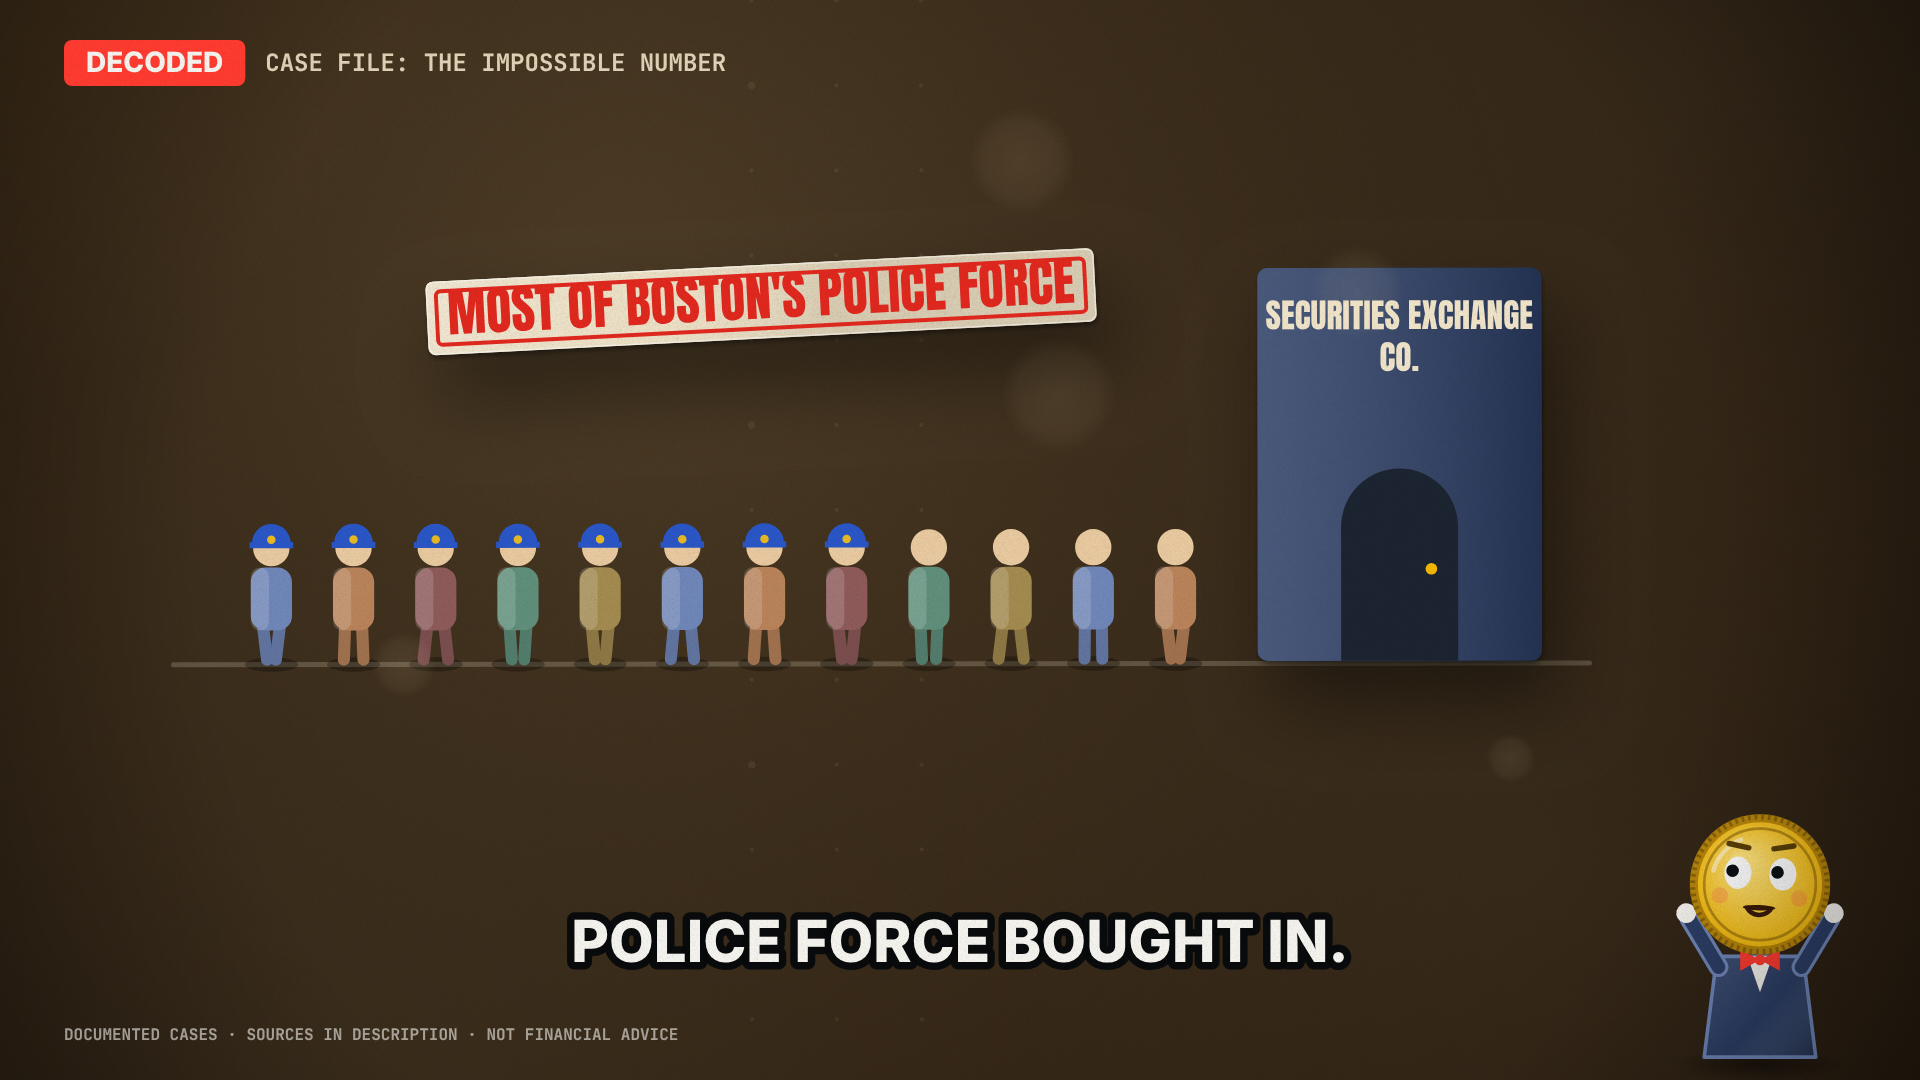 DECODED
CASE FILE: THE IMPOSSIBLE NUMBER
MOST OF BOSTON'S POLICE FORCE
SECURITIES EXCHANGE
CO.
POLICE FORCE BOUGHT IN.
DOCUMENTED CASES · SOURCES IN DESCRIPTION · NOT FINANCIAL ADVICE